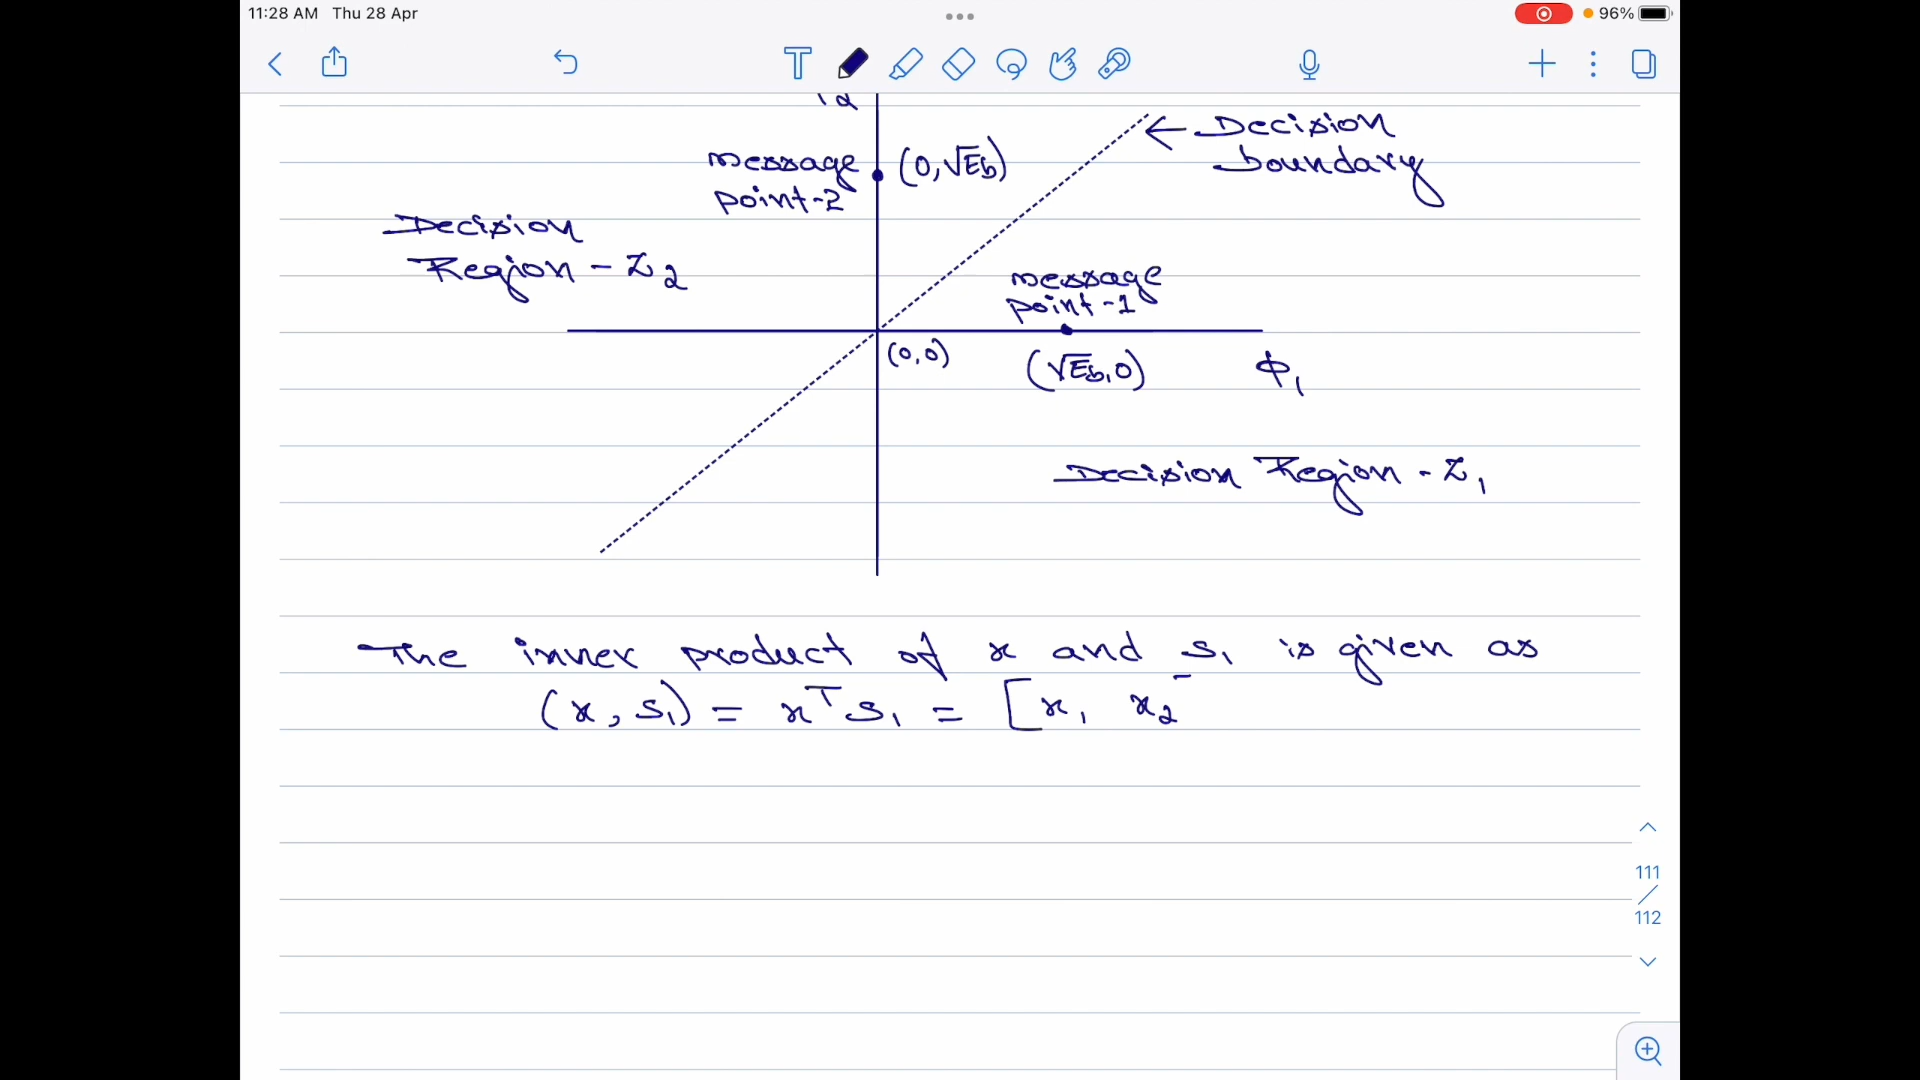 11:28 AM Thu 28 Apr
96%
T
message (0,√Eb)
point-2
Decision
boundary
Decision
Region - Z2
message
point-1
(0,0)
(√Eb,0)
ϕ1
Decision Region - Z1
The inner product of x and s1 is given as
(x, s1) = xᵀ s1 = [x1 x2
111
/
112